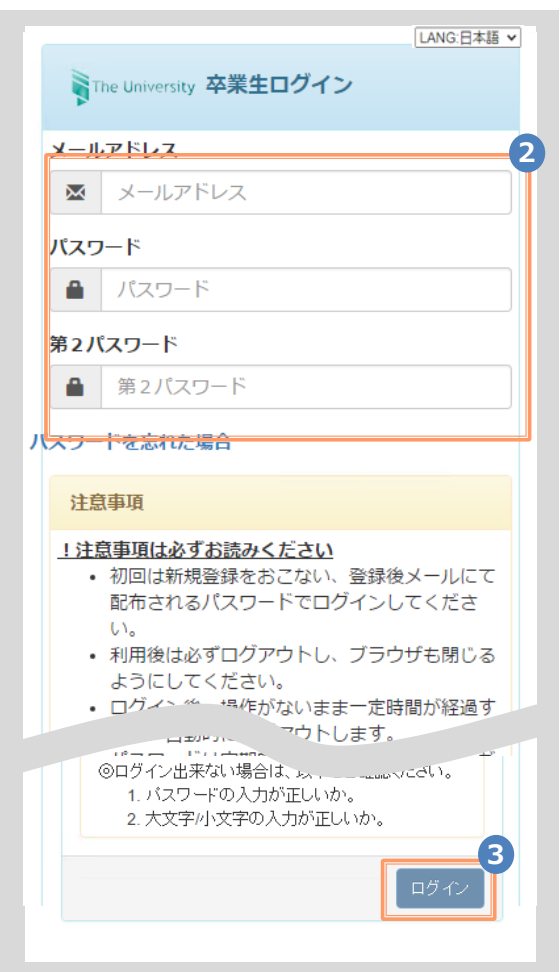 LANG:日本語
The University 卒業生ログイン
メールアドレス
2
メールアドレス
パスワード
パスワード
第2パスワード
第2パスワード
パスワードを忘れた場合
注意事項
!注意事項は必ずお読みください
• 初回は新規登録をおこない、登録後メールにて
配布されるパスワードでログインしてくださ
い。
• 利用後は必ずログアウトし、ブラウザも閉じる
ようにしてください。
• ログイン後、操作がないまま一定時間が経過す
自動的に
アウトします。
◎ログイン出来ない場合は、以
ください。
1. パスワードの入力が正しいか。
2. 大文字/小文字の入力が正しいか。
3
ログイン